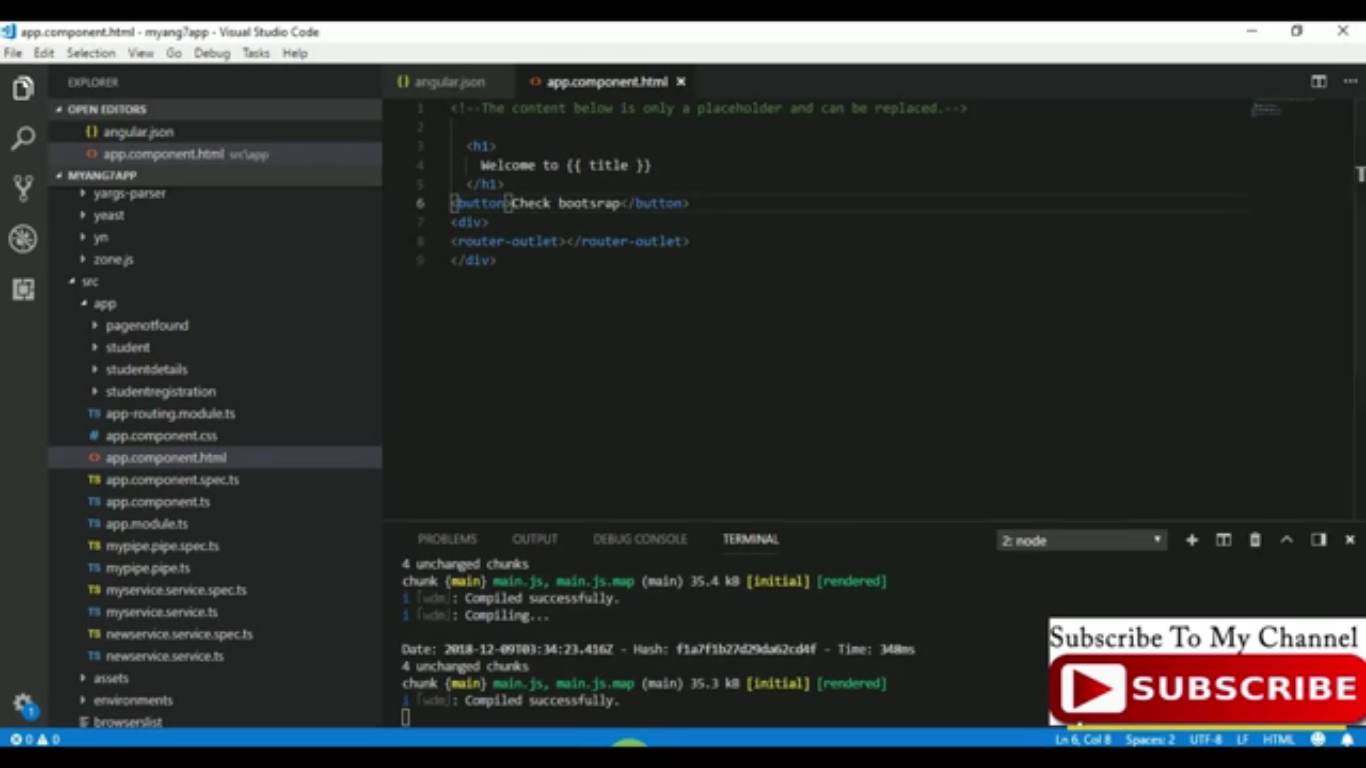 app.component.html - myang7app - Visual Studio Code
File Edit Selection View Go Debug Tasks Help
EXPLORER
OPEN EDITORS
{} angular.json
<> app.component.html src\app
MYANG7APP
yargs-parser
yeast
yn
zone.js
src
app
pagenotfound
student
studentdetails
studentregistration
TS app-routing.module.ts
# app.component.css
<> app.component.html
TS app.component.spec.ts
TS app.component.ts
TS app.module.ts
TS mypipe.pipe.spec.ts
TS mypipe.pipe.ts
TS myservice.service.spec.ts
TS myservice.service.ts
TS newservice.service.spec.ts
TS newservice.service.ts
assets
environments
browserslist
{} angular.json <> app.component.html
1 <!--The content below is only a placeholder and can be replaced.-->
2
3 <h1>
4 Welcome to {{ title }}
5 </h1>
6 <button>Check bootsrap</button>
7 <div>
8 <router-outlet></router-outlet>
9 </div>
PROBLEMS OUTPUT DEBUG CONSOLE TERMINAL 2: node
4 unchanged chunks
chunk {main} main.js, main.js.map (main) 35.4 kB [initial] [rendered]
i ｢wdm｣: Compiled successfully.
i ｢wdm｣: Compiling...
Date: 2018-12-09T03:34:23.416Z - Hash: f1a7f1b27d29da62cd4f - Time: 348ms
4 unchanged chunks
chunk {main} main.js, main.js.map (main) 35.3 kB [initial] [rendered]
i ｢wdm｣: Compiled successfully.
Subscribe To My Channel
SUBSCRIBE
1
0 0 Ln 6, Col 8 Spaces: 2 UTF-8 LF HTML